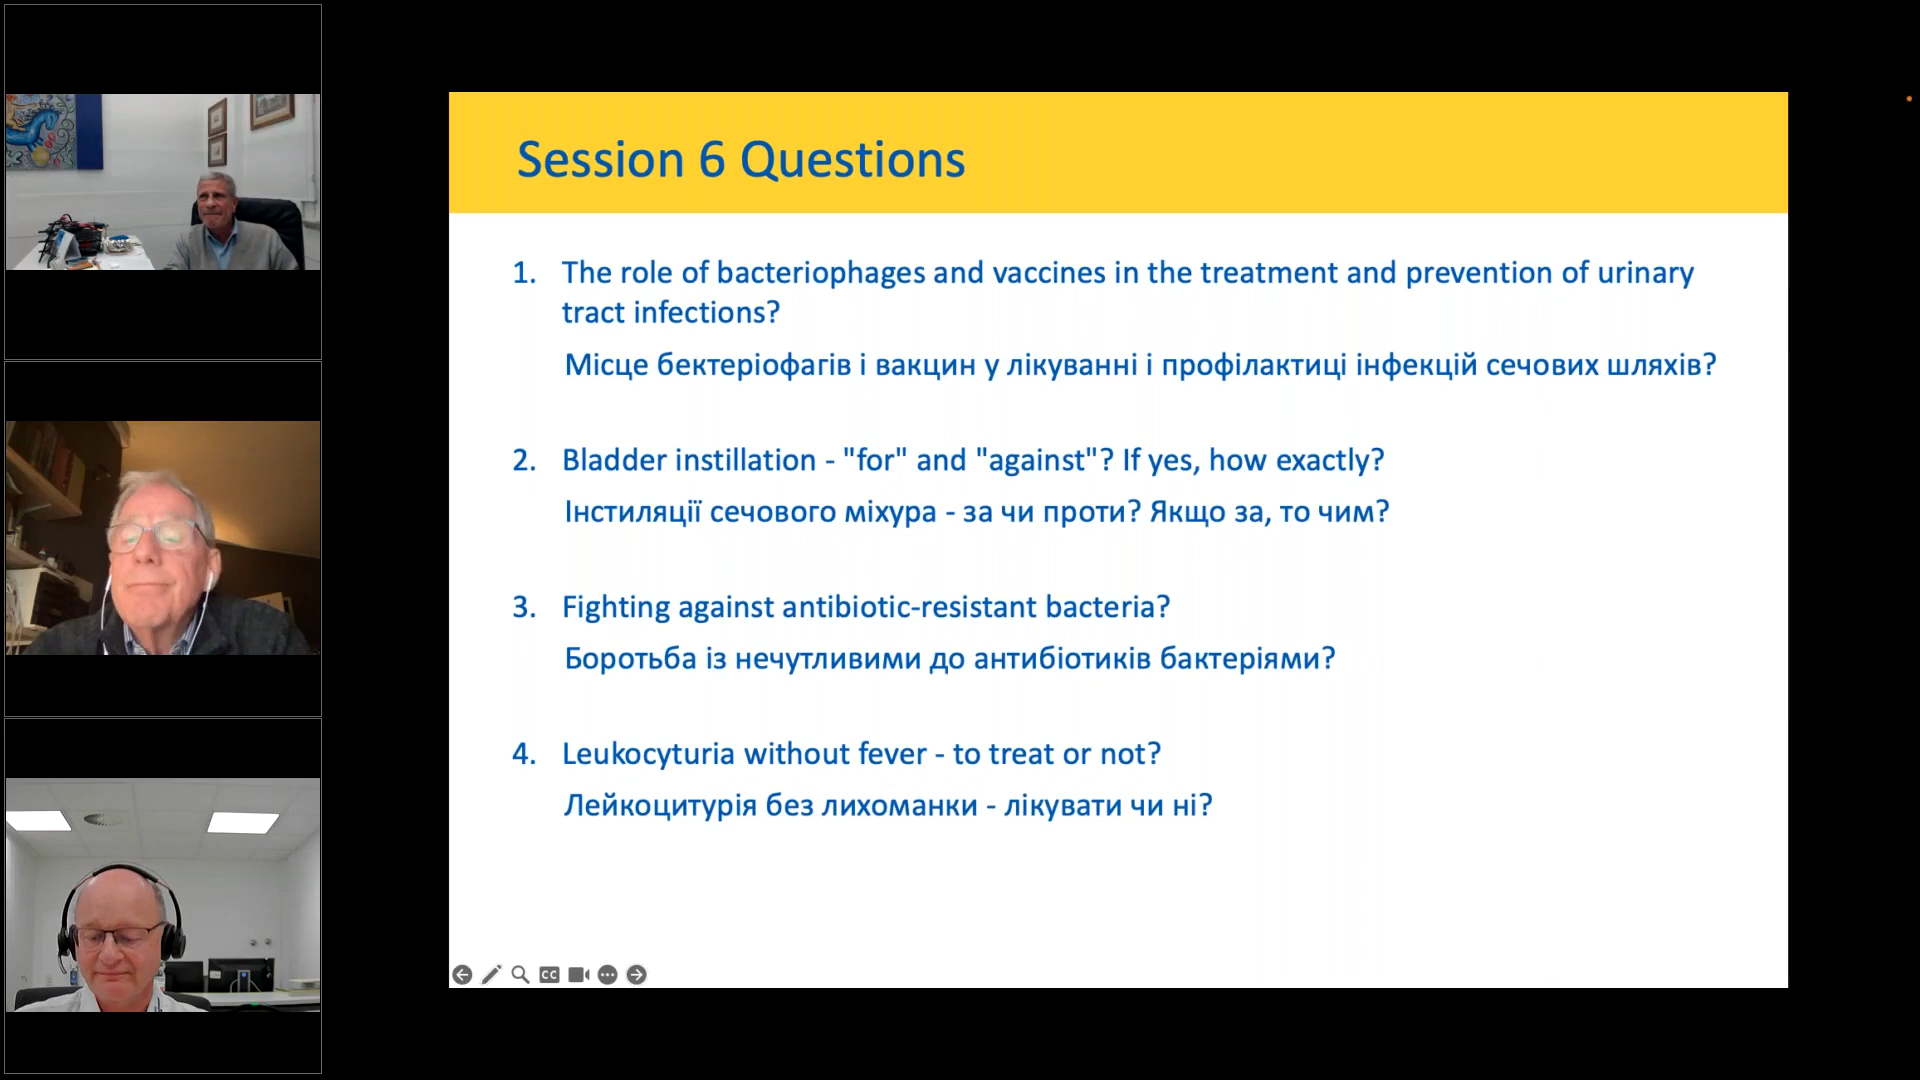 Session 6 Questions
1. The role of bacteriophages and vaccines in the treatment and prevention of urinary
tract infections?
Місце бектеріофагів і вакцин у лікуванні і профілактиці інфекцій сечових шляхів?
2. Bladder instillation - "for" and "against"? If yes, how exactly?
Інстиляції сечового міхура - за чи проти? Якщо за, то чим?
3. Fighting against antibiotic-resistant bacteria?
Боротьба із нечутливими до антибіотиків бактеріями?
4. Leukocyturia without fever - to treat or not?
Лейкоцитурія без лихоманки - лікувати чи ні?
CC